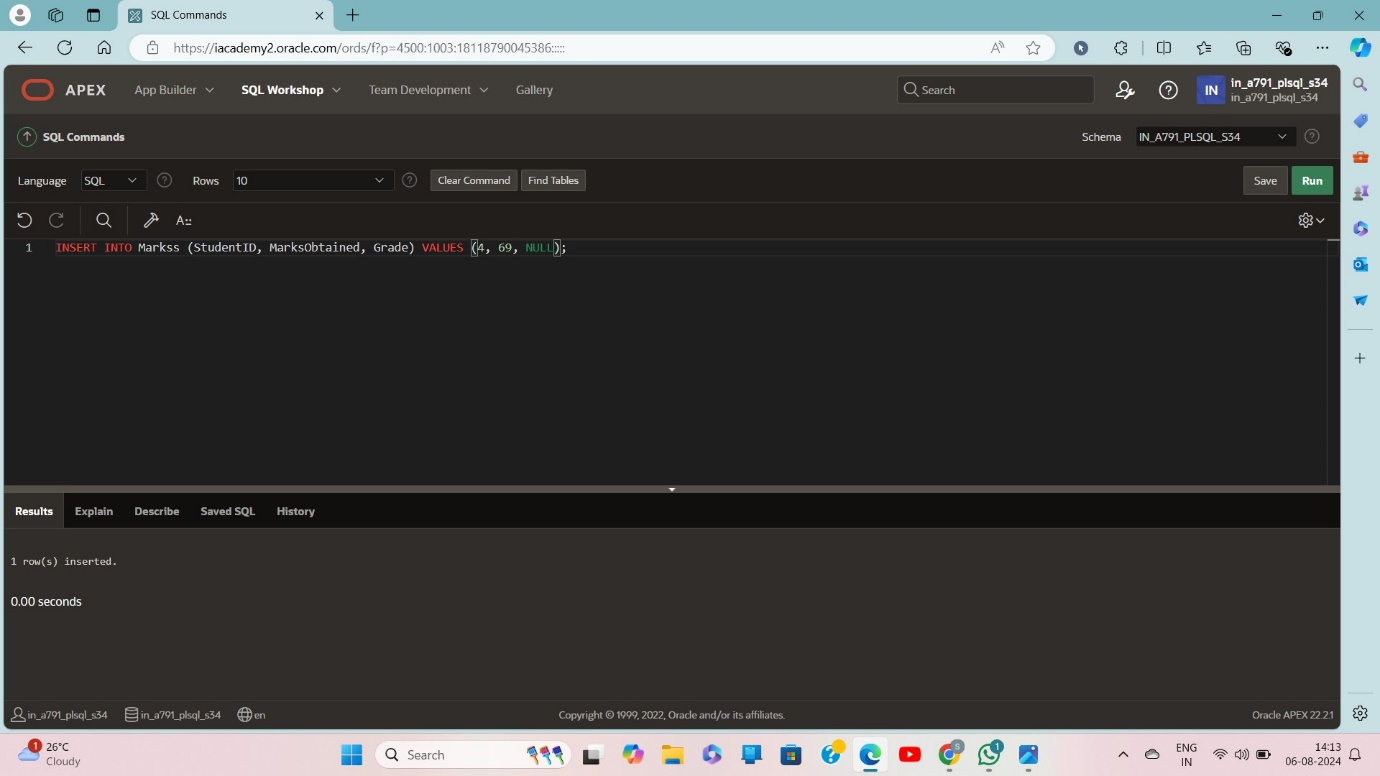 SQL Commands
https://iacademy2.oracle.com/ords/f?p=4500:1003:18118790045386:::::
APEX App Builder SQL Workshop Team Development Gallery Search IN in_a791_plsql_s34
in_a791_plsql_s34
SQL Commands Schema IN_A791_PLSQL_S34
Language SQL Rows 10 Clear Command Find Tables Save Run
A::
1 INSERT INTO Markss (StudentID, MarksObtained, Grade) VALUES (4, 69, NULL);
Results Explain Describe Saved SQL History
1 row(s) inserted.
0.00 seconds
in_a791_plsql_s34 in_a791_plsql_s34 en Copyright © 1999, 2022, Oracle and/or its affiliates. Oracle APEX 22.2.1
1 26°C
Cloudy
Search
S 1
ENG
IN
14:13
06-08-2024